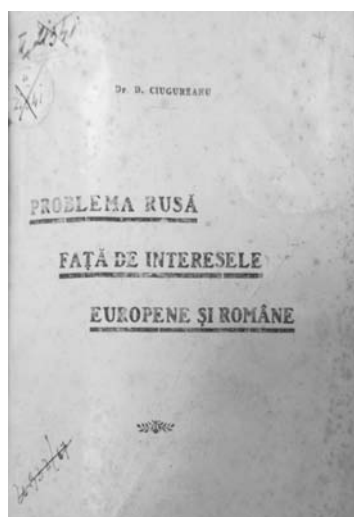 Dr. D. CIUGUREANU
PROBLEMA RUSĂ
FAȚĂ DE INTERESELE
EUROPENE ȘI ROMÂNE